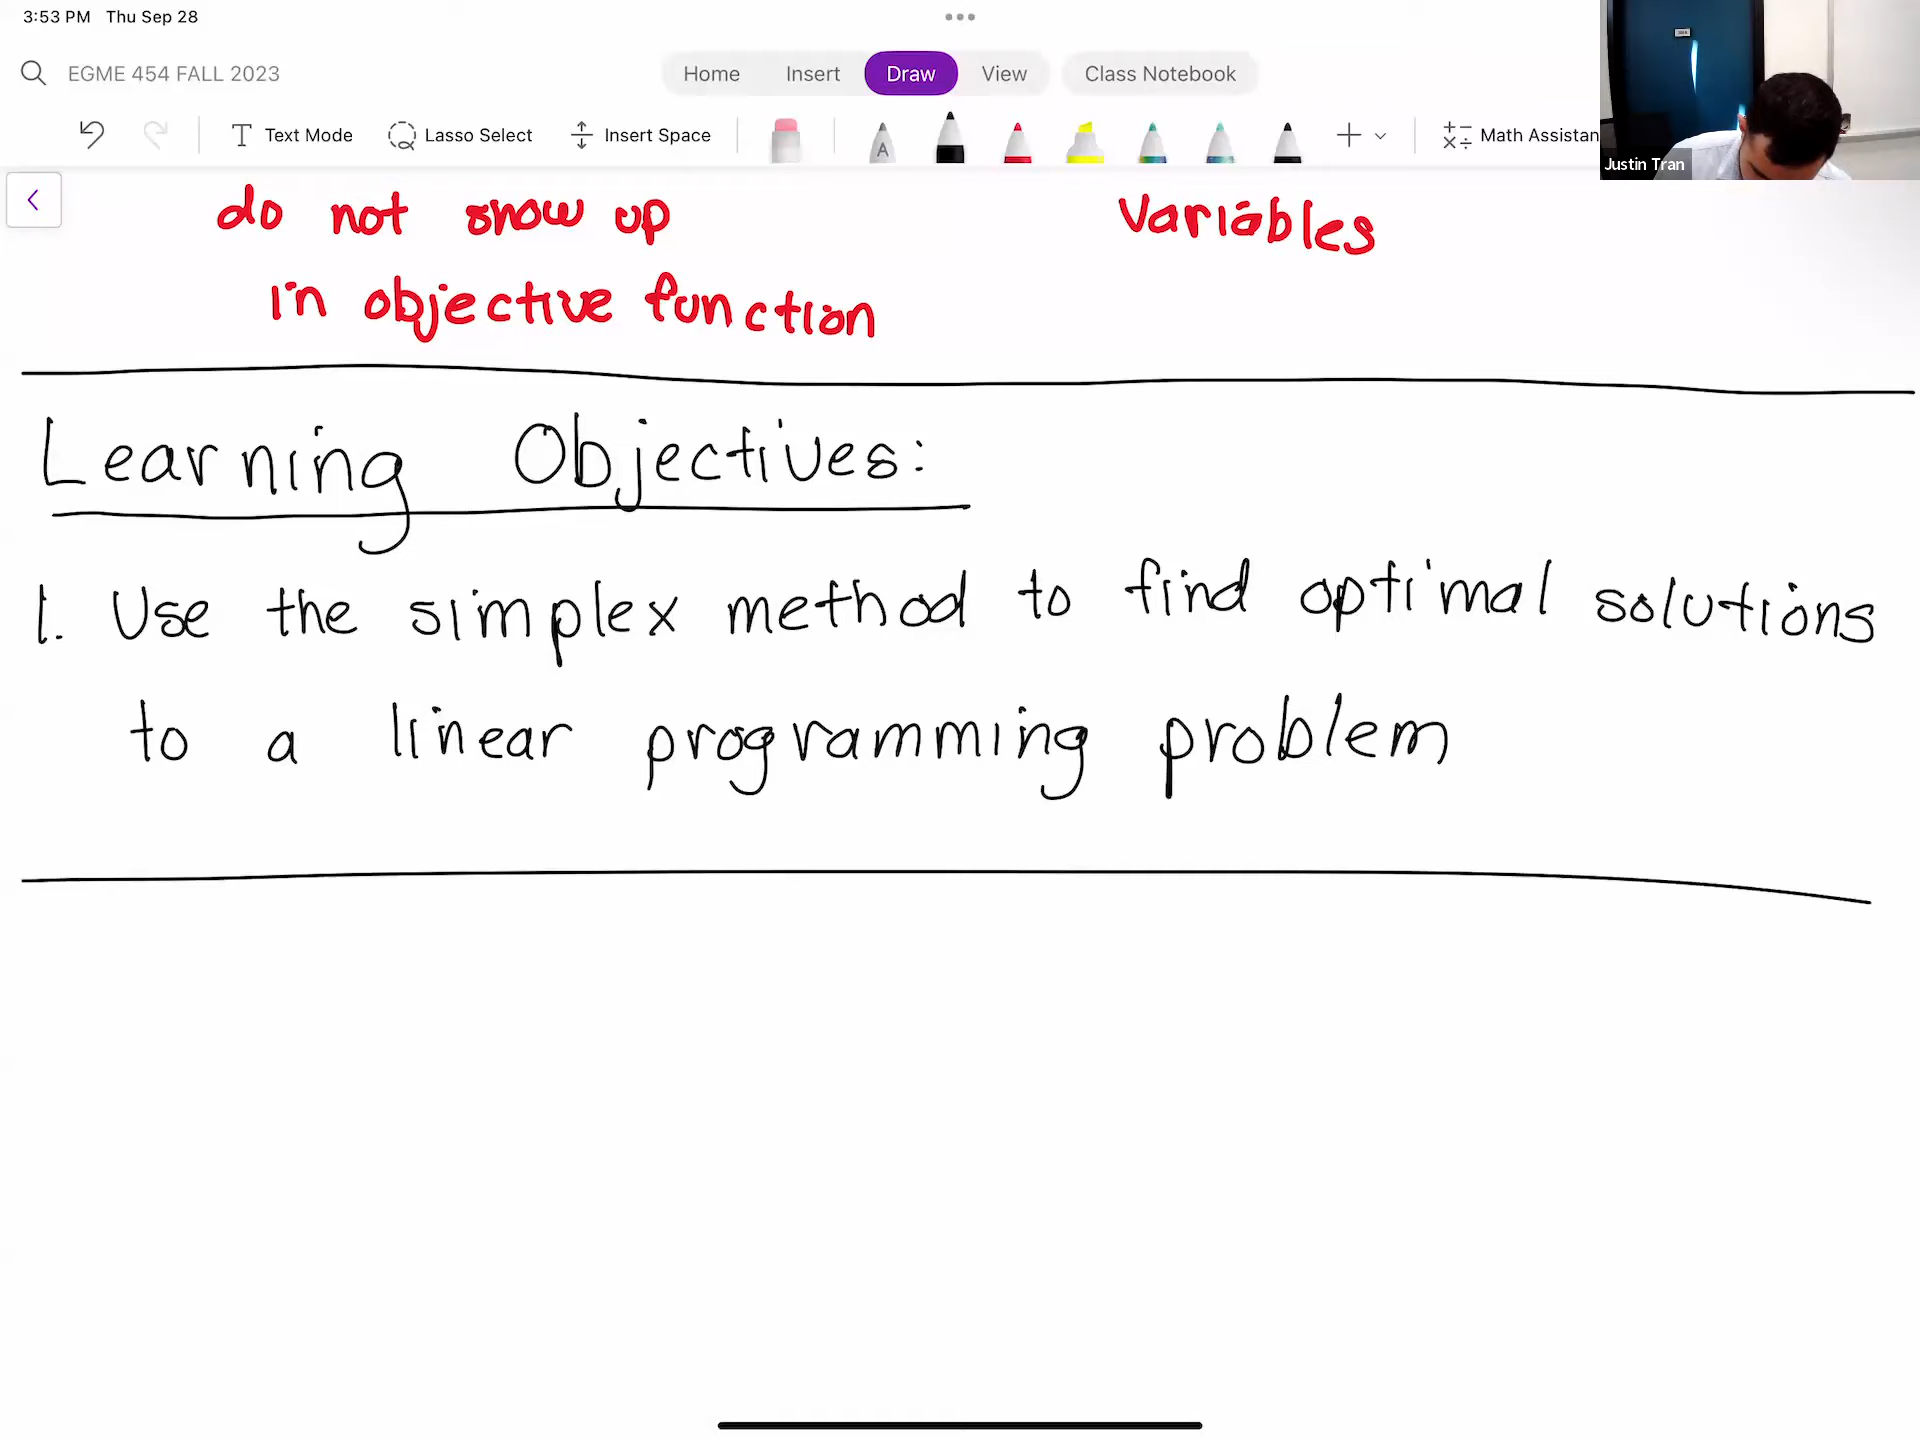 3:53 PM Thu Sep 28
EGME 454 FALL 2023
Home Insert Draw View Class Notebook
Text Mode Lasso Select Insert Space A Math Assistan
Justin Tran
do not show up variables
in objective function
Learning Objectives:
1. Use the simplex method to find optimal solutions
to a linear programming problem